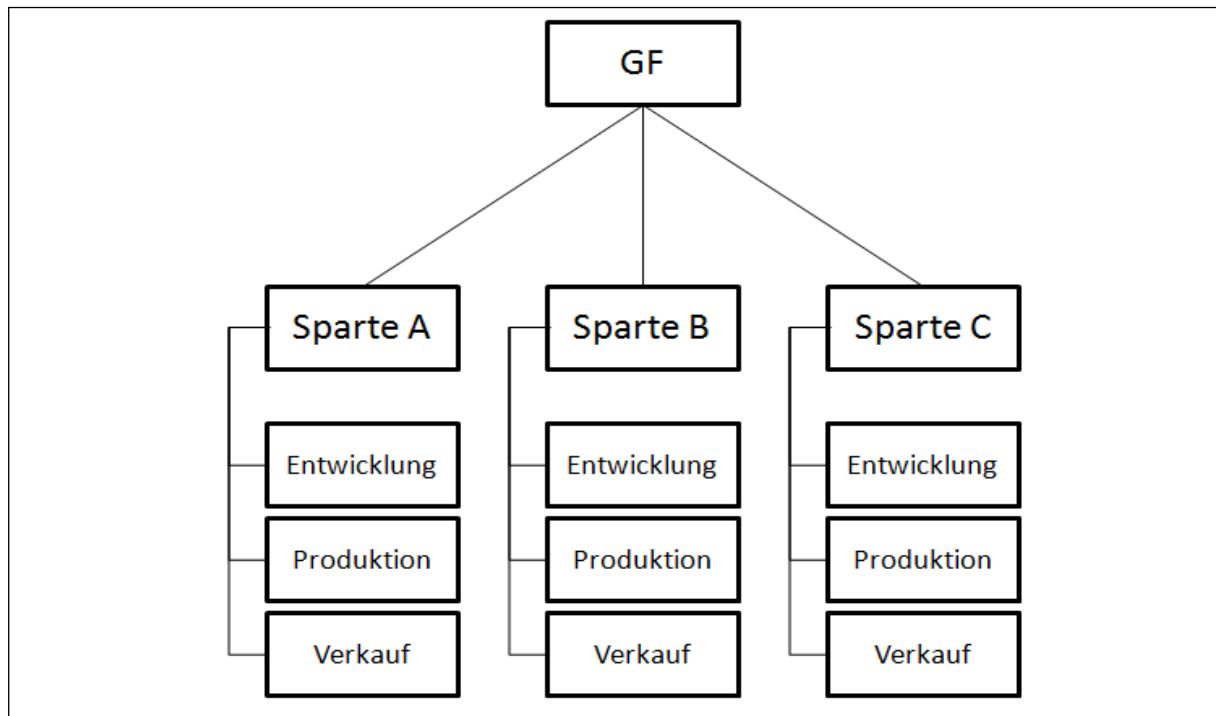 GF
Sparte A
Sparte B
Sparte C
Entwicklung
Entwicklung
Entwicklung
Produktion
Produktion
Produktion
Verkauf
Verkauf
Verkauf